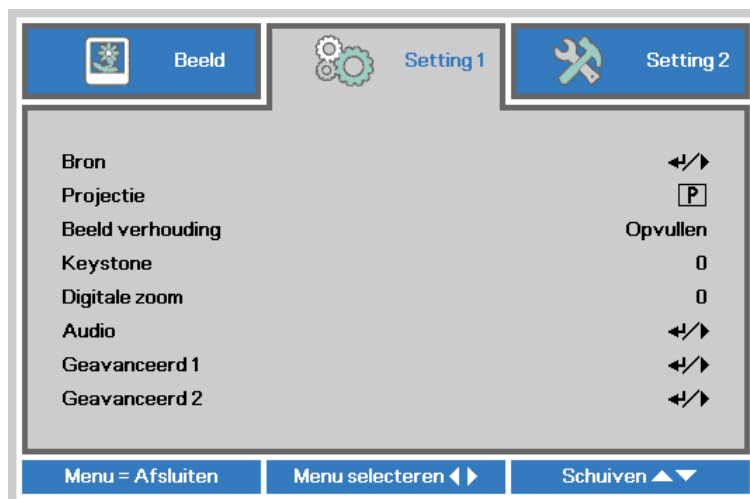 Beeld Setting 1 Setting 2
Bron ↵/▶
Projectie P
Beeld verhouding Opvullen
Keystone 0
Digitale zoom 0
Audio ↵/▶
Geavanceerd 1 ↵/▶
Geavanceerd 2 ↵/▶
Menu = Afsluiten Menu selecteren ◀ ▶ Schuiven ▲▼